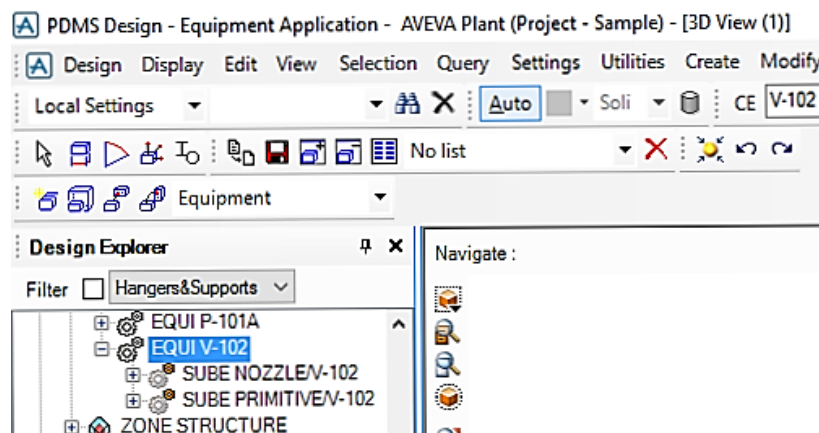 PDMS Design - Equipment Application - AVEVA Plant (Project - Sample) - [3D View (1)]
Design Display Edit View Selection Query Settings Utilities Create Modify
Local Settings Auto Soli CE V-102
No list
Equipment
Design Explorer
Navigate :
Filter Hangers&Supports
EQUI P-101A
EQUI V-102
SUBE NOZZLE/V-102
SUBE PRIMITIVE/V-102
ZONE STRUCTURE